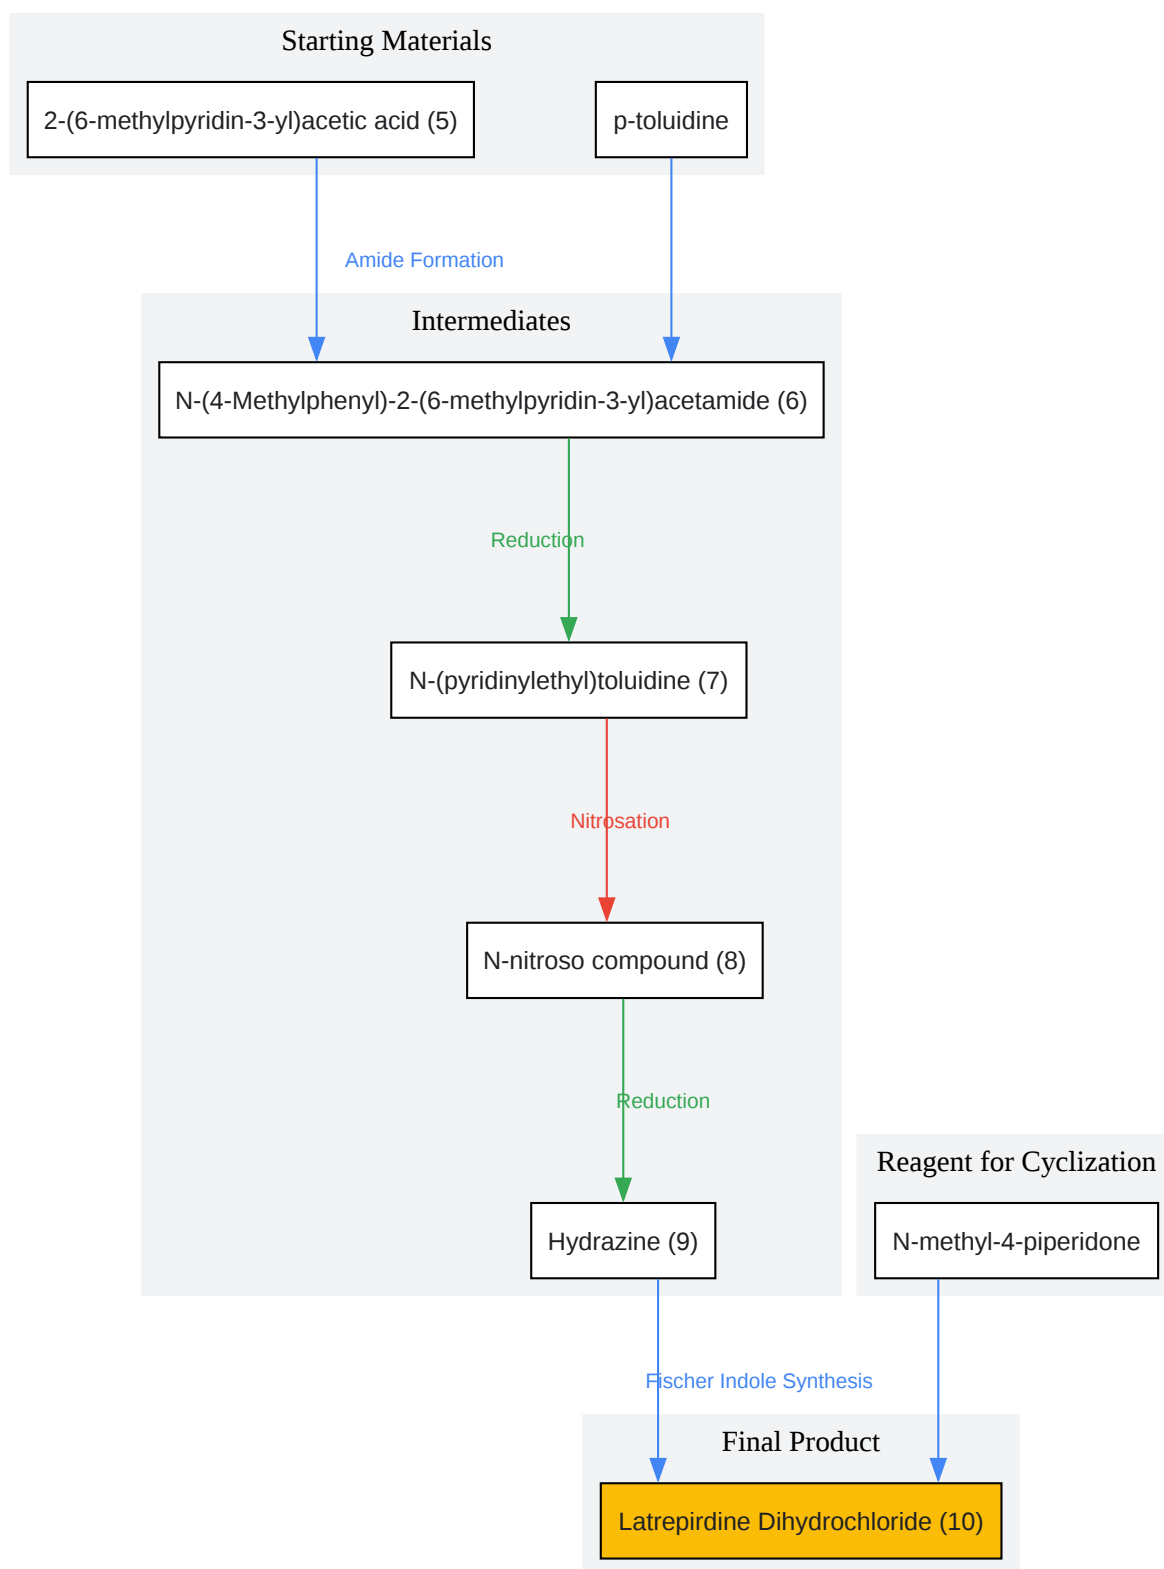 Starting Materials
2-(6-methylpyridin-3-yl)acetic acid (5)
p-toluidine
Amide Formation
Intermediates
N-(4-Methylphenyl)-2-(6-methylpyridin-3-yl)acetamide (6)
Reduction
N-(pyridinylethyl)toluidine (7)
Nitrosation
N-nitroso compound (8)
Reduction
Reagent for Cyclization
Hydrazine (9)
N-methyl-4-piperidone
Fischer Indole Synthesis
Final Product
Latrepirdine Dihydrochloride (10)